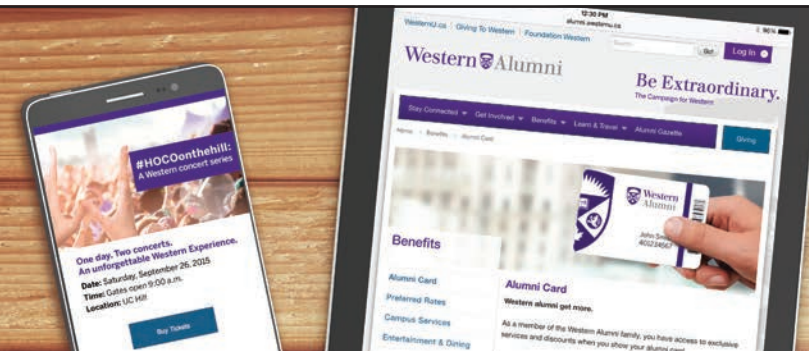 #HOCOonthehill:
A Western concert series
One day, Two concerts.
An unforgettable Western Experience.
Date: Saturday, September 26, 2015
Time: Gates open 9:00 a.m.
Location: UC Hill
Buy Tickets
12:30 PM
alumni.westernu.ca
90%
WesternU.ca | Giving To Western | Foundation Western
Search
Go!
Log In
Western Alumni
Be Extraordinary.
The Campaign for Western
Stay Connected Get Involved Benefits Learn & Travel Alumni Gazette
Giving
Home Benefits Alumni Card
Western
Alumni
John Smith
401224567
Benefits
Alumni Card
Preferred Rates
Campus Services
Entertainment & Dining
Alumni Card
Western alumni get more.
As a member of the Western Alumni family, you have access to exclusive
services and discounts when you show your alumni card